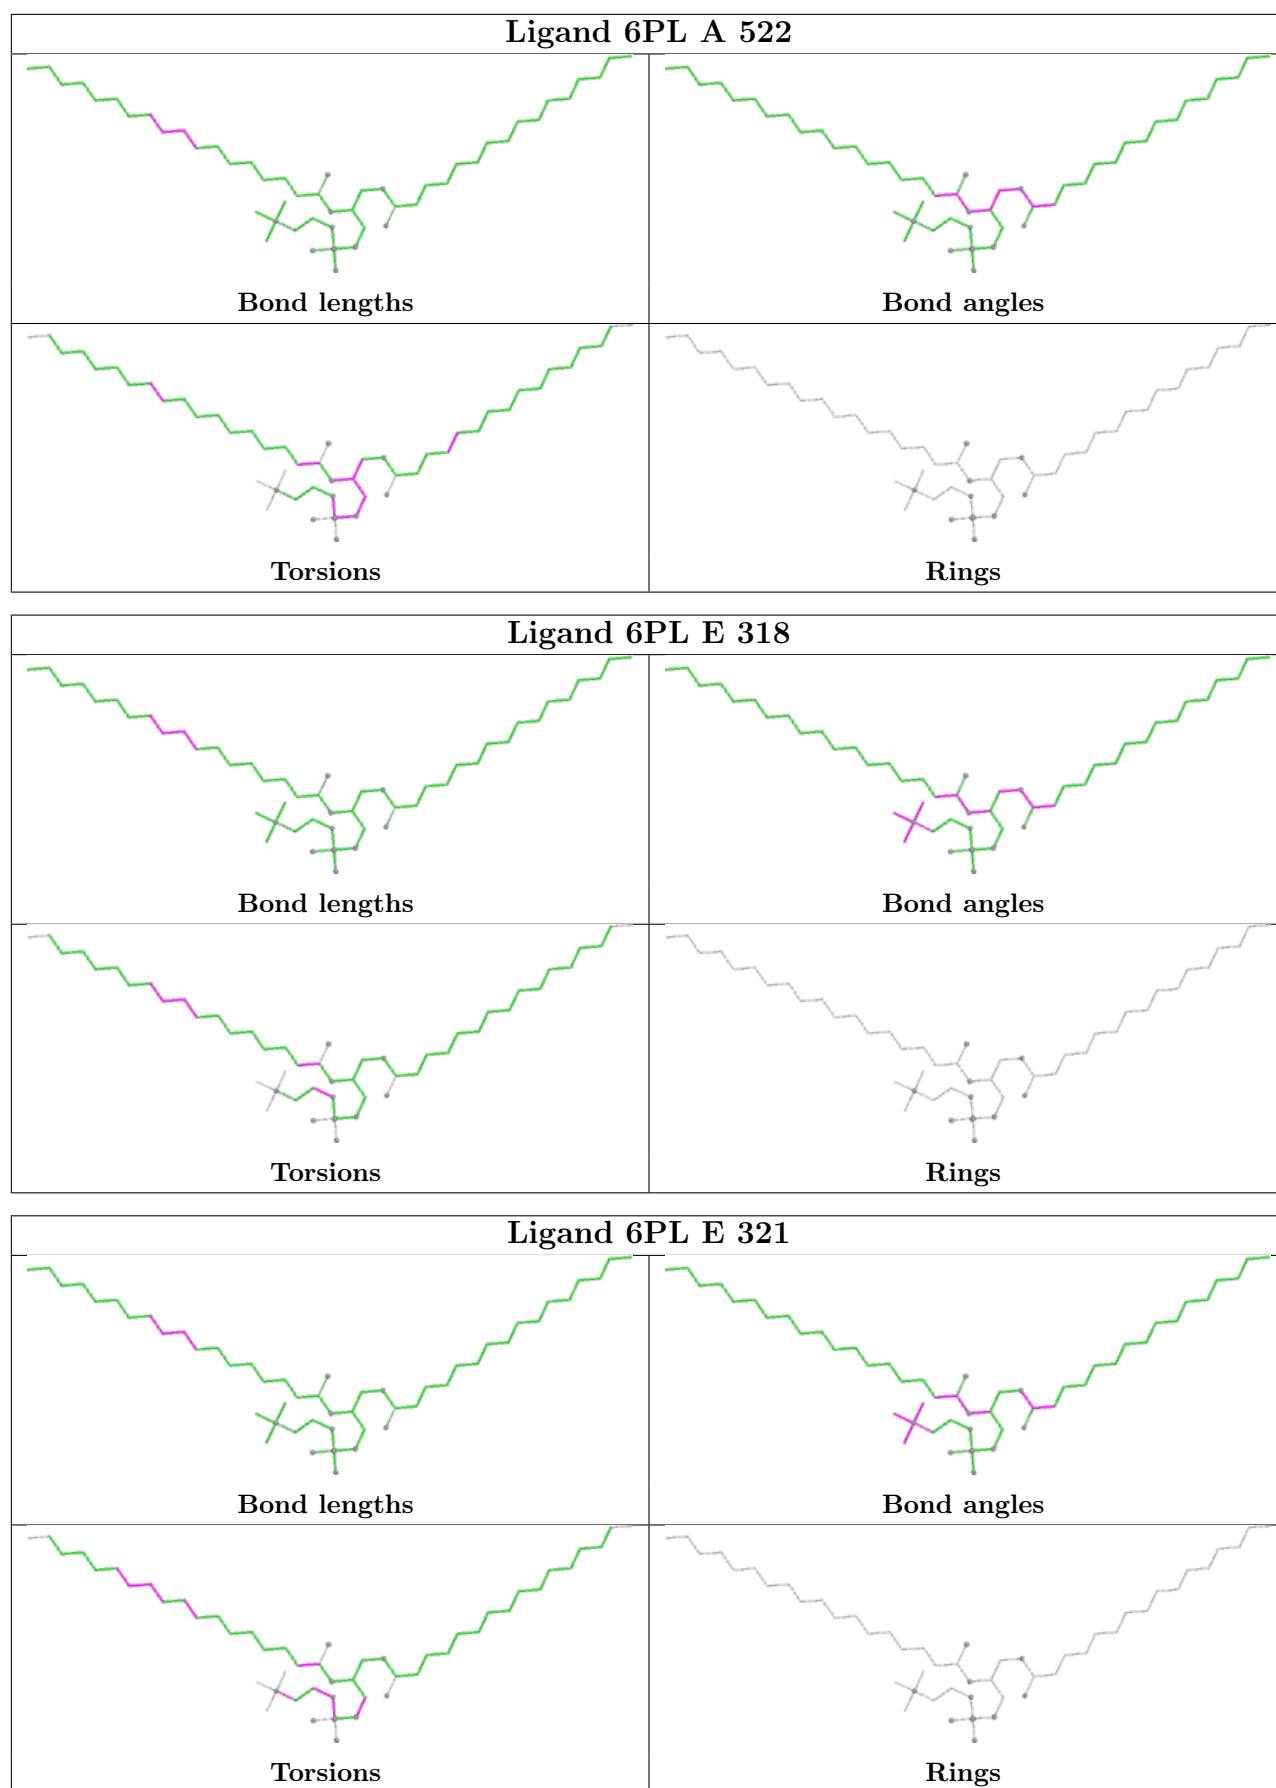 Ligand 6PL A 522
Bond lengths
Bond angles
Torsions
Rings
Ligand 6PL E 318
Bond lengths
Bond angles
Torsions
Rings
Ligand 6PL E 321
Bond lengths
Bond angles
Torsions
Rings